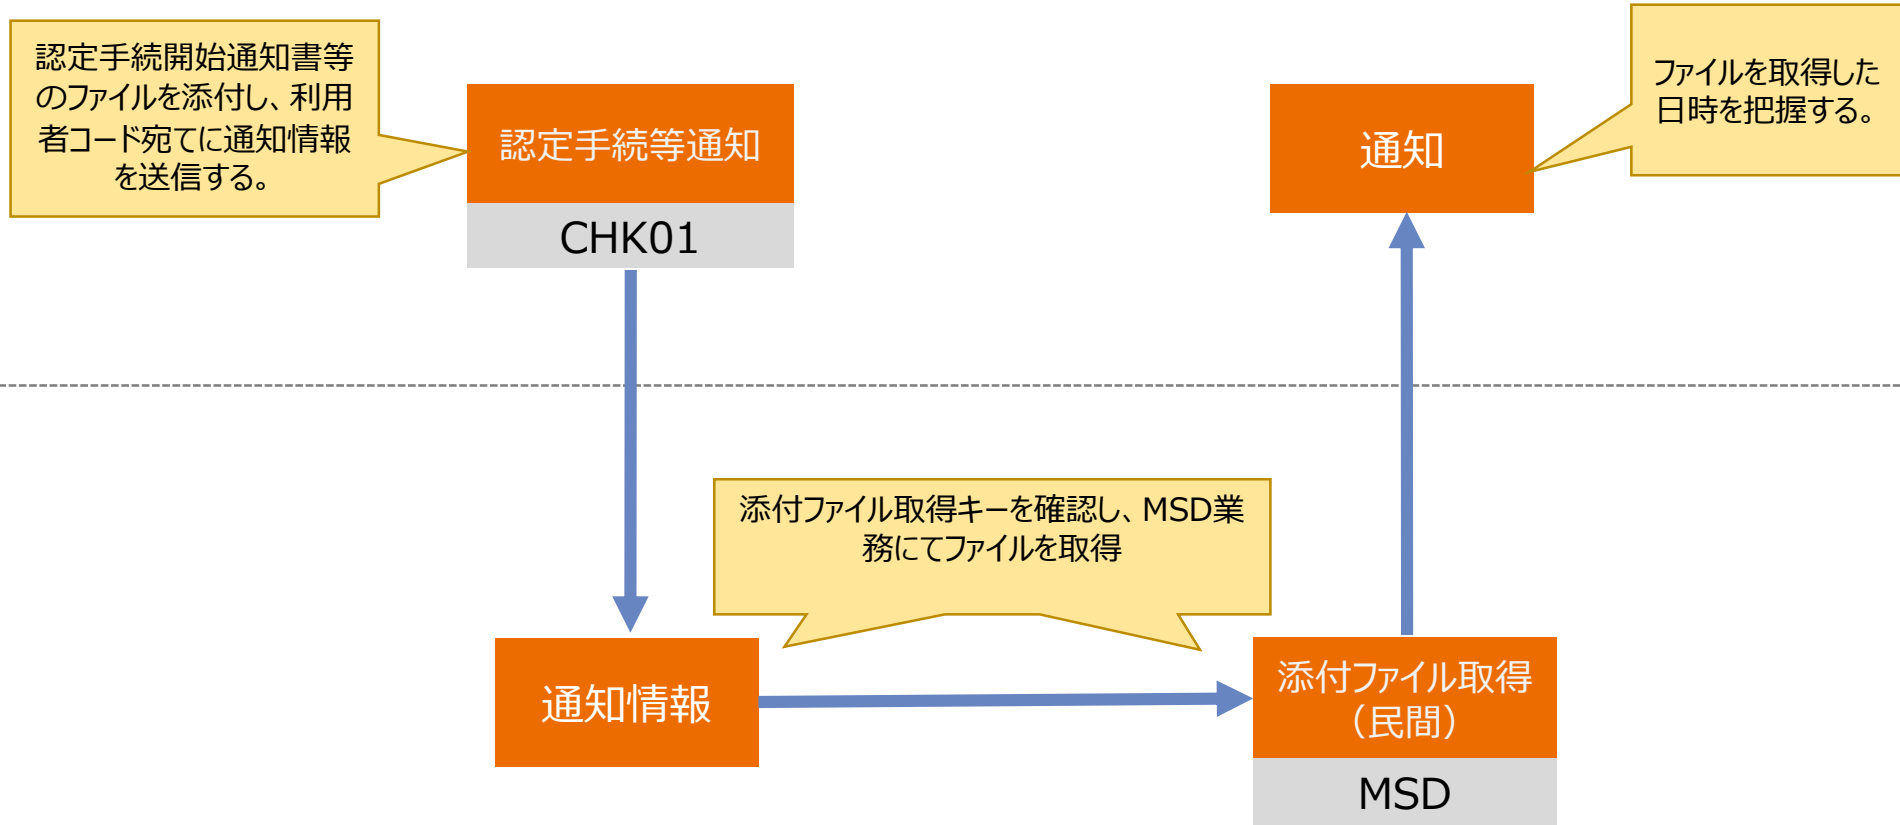 認定手続開始通知書等
のファイルを添付し、利用
者コード宛てに通知情報
を送信する。
認定手続等通知
CHK01
通知
ファイルを取得した
日時を把握する。
添付ファイル取得キーを確認し、MSD業
務にてファイルを取得
通知情報
添付ファイル取得
（民間）
MSD